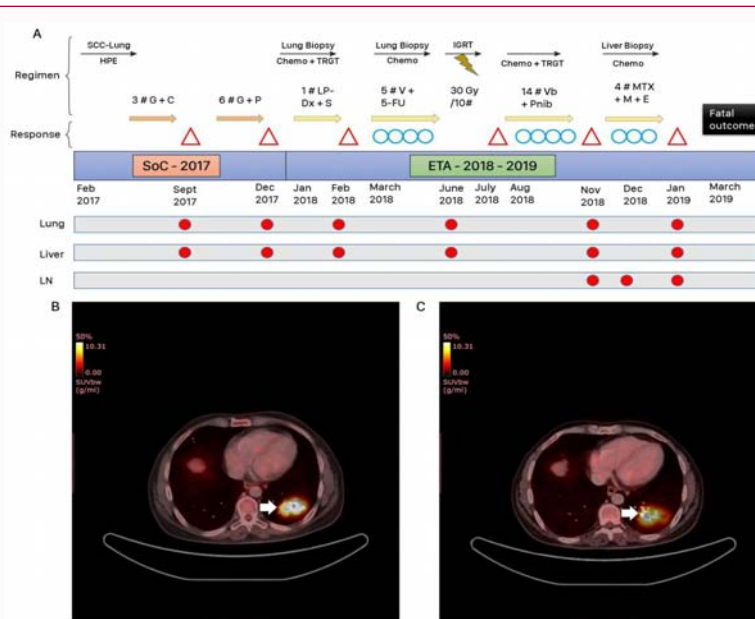 A
Regimen
SCC-Lung
HPE
Lung Biopsy
Chemo + TRGT
Lung Biopsy
Chemo
IGRT
Chemo + TRGT
Liver Biopsy
Chemo
3 # G + C
6 # G + P
1 # LP-
Dx + S
5 # V +
5-FU
30 Gy
/10#
14# Vb
+ Pnib
4 # MTX
+ M + E
Response
Fatal
outcome
SoC - 2017
ETA - 2018 - 2019
Feb
2017
Sept
2017
Dec
2017
Jan
2018
Feb
2018
March
2018
June
2018
July
2018
Aug
2018
Nov
2018
Dec
2018
Jan
2019
March
2019
Lung
Liver
LN
B
50%
10.31
0.00
SUVbw
(g/ml)
C
50%
10.31
0.00
SUVbw
(g/ml)